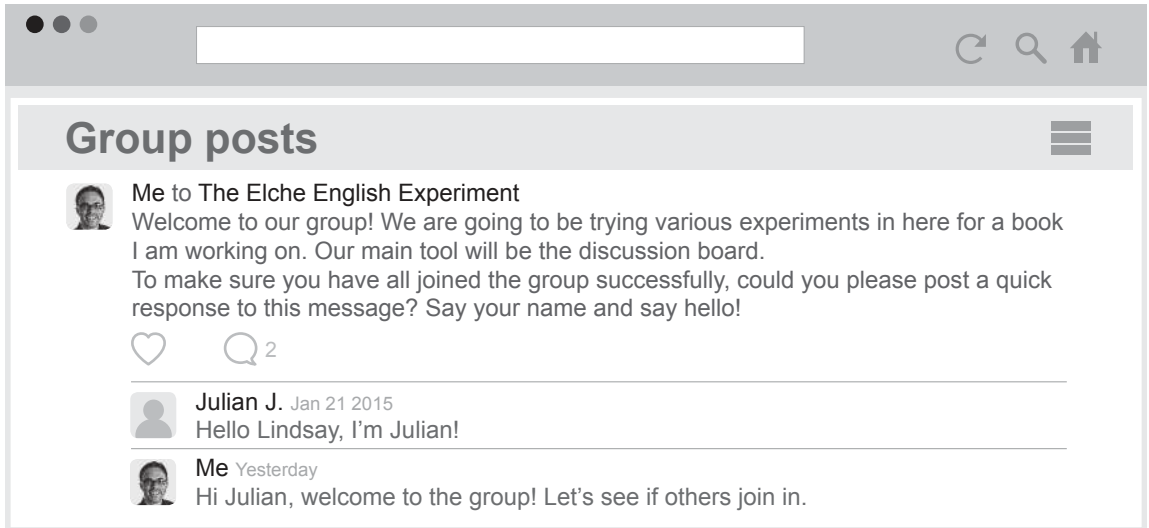 Group posts
Me to The Elche English Experiment
Welcome to our group! We are going to be trying various experiments in here for a book
I am working on. Our main tool will be the discussion board.
To make sure you have all joined the group successfully, could you please post a quick
response to this message? Say your name and say hello!
2
Julian J. Jan 21 2015
Hello Lindsay, I’m Julian!
Me Yesterday
Hi Julian, welcome to the group! Let’s see if others join in.